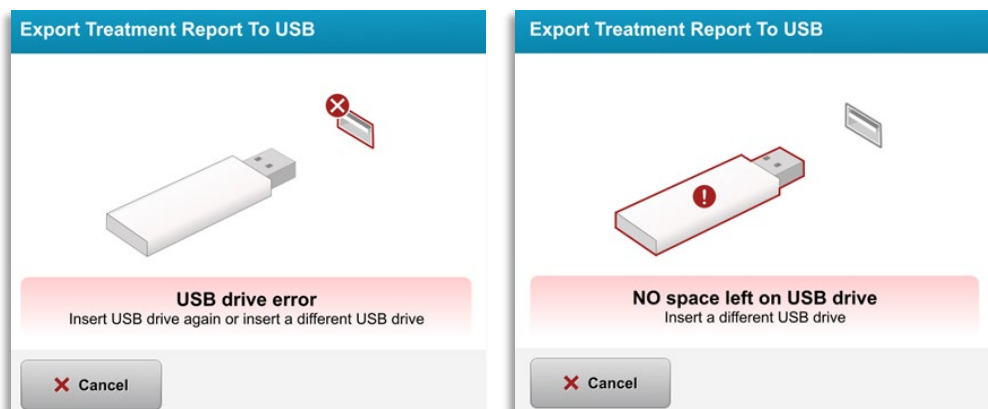 Export Treatment Report To USB
USB drive error
Insert USB drive again or insert a different USB drive
Cancel
Export Treatment Report To USB
NO space left on USB drive
Insert a different USB drive
Cancel